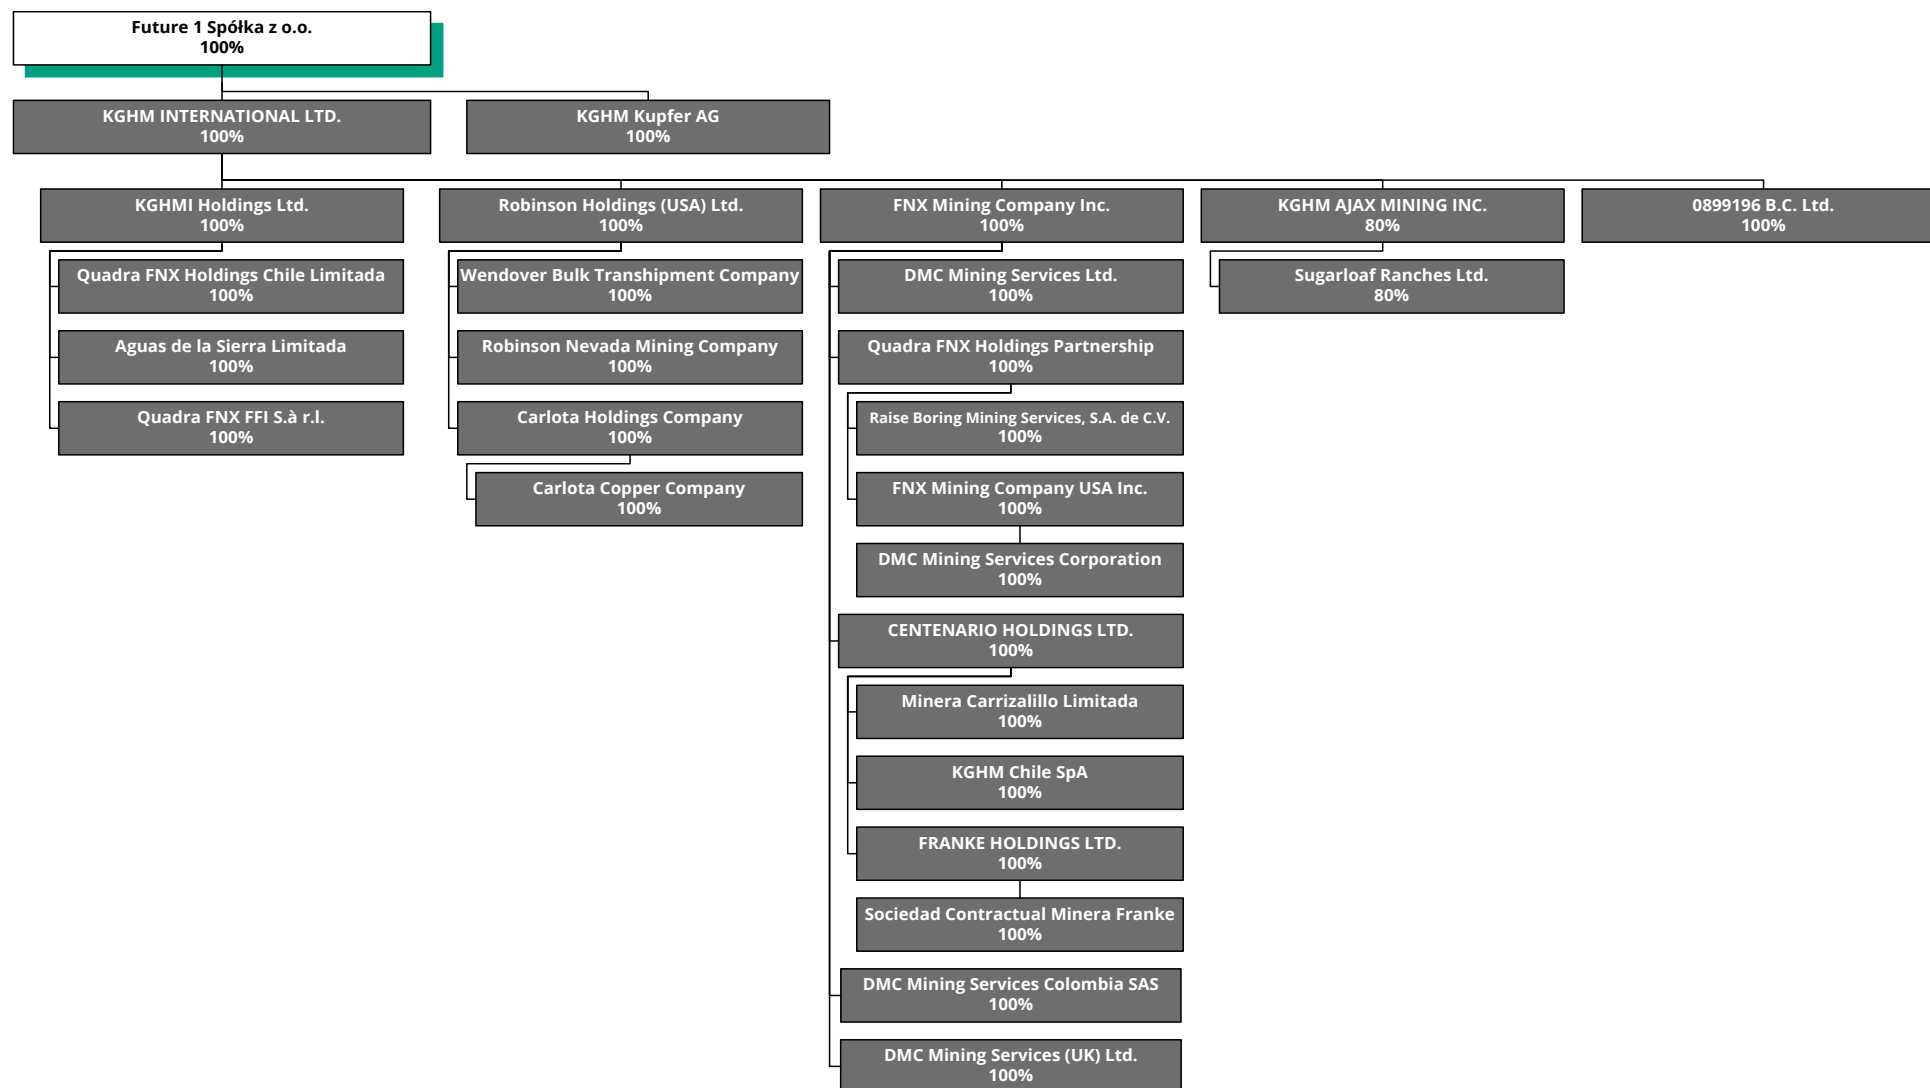 Future 1 Spółka z o.o.
100%
KGHM INTERNATIONAL LTD.
100%
KGHM Kupfer AG
100%
KGHMI Holdings Ltd.
100%
Robinson Holdings (USA) Ltd.
100%
FNX Mining Company Inc.
100%
KGHM AJAX MINING INC.
80%
0899196 B.C. Ltd.
100%
Quadra FNX Holdings Chile Limitada
100%
Aguas de la Sierra Limitada
100%
Quadra FNX FFI S.à r.l.
100%
Wendover Bulk Transhipment Company
100%
Robinson Nevada Mining Company
100%
Carlota Holdings Company
100%
Carlota Copper Company
100%
DMC Mining Services Ltd.
100%
Quadra FNX Holdings Partnership
100%
Raise Boring Mining Services, S.A. de C.V.
100%
FNX Mining Company USA Inc.
100%
DMC Mining Services Corporation
100%
CENTENARIO HOLDINGS LTD.
100%
Minera Carrizalillo Limitada
100%
KGHM Chile SpA
100%
FRANKE HOLDINGS LTD.
100%
Sociedad Contractual Minera Franke
100%
DMC Mining Services Colombia SAS
100%
DMC Mining Services (UK) Ltd.
100%
Sugarloaf Ranches Ltd.
80%